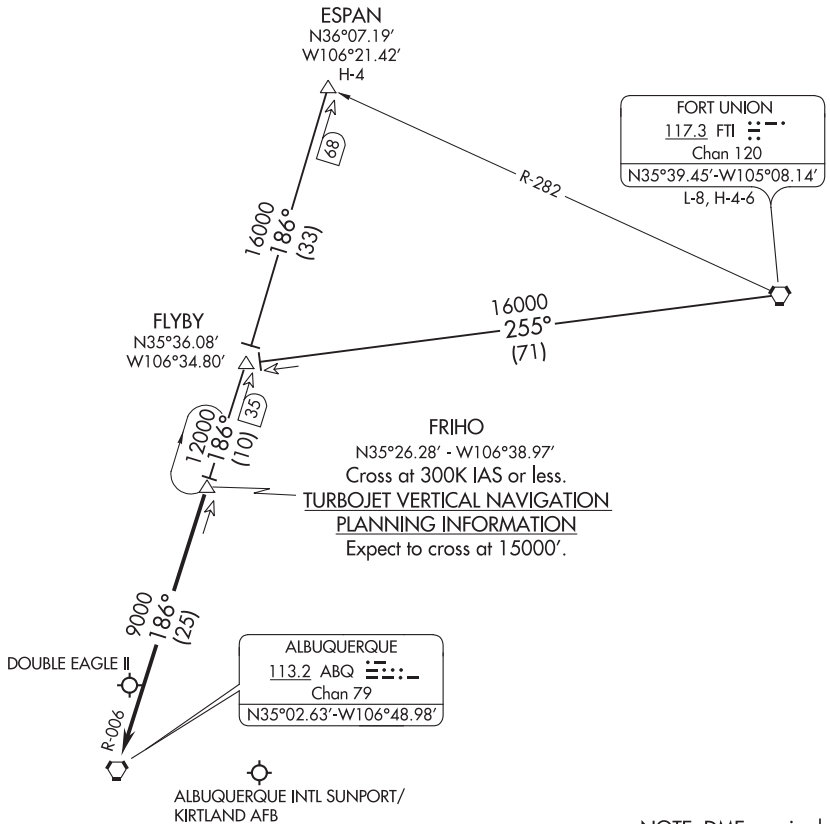 ESPAN
N36°07.19'
W106°21.42'
H-4
68
FORT UNION
117.3 FTI
Chan 120
N35°39.45'-W105°08.14'
L-8, H-4-6
R-282
16000
186°
(33)
16000
255°
(71)
FLYBY
N35°36.08'
W106°34.80'
35
12000
186°
(10)
FRIHO
N35°26.28' - W106°38.97'
Cross at 300K IAS or less.
TURBOJET VERTICAL NAVIGATION
PLANNING INFORMATION
Expect to cross at 15000'.
9000
186°
(25)
DOUBLE EAGLE II
ALBUQUERQUE
113.2 ABQ
Chan 79
N35°02.63'-W106°48.98'
R-006
ALBUQUERQUE INTL SUNPORT/
KIRTLAND AFB